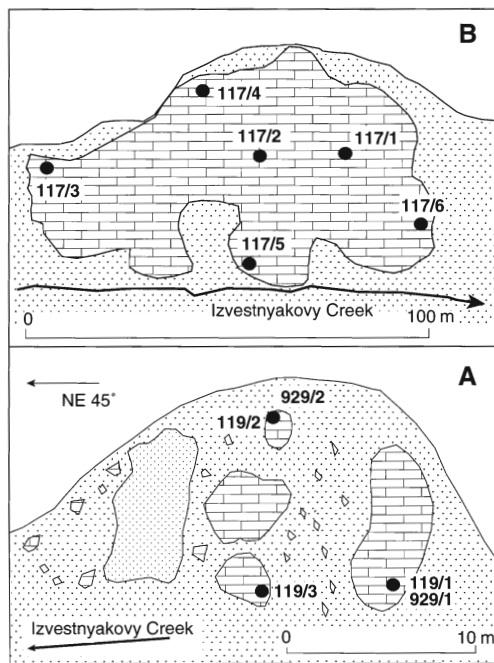 B
117/4
117/2
117/1
117/3
117/6
117/5
Izvestnyakovy Creek
0
100 m
A
NE 45°
929/2
119/2
119/1
119/3
929/1
Izvestnyakovy Creek
0
10 m